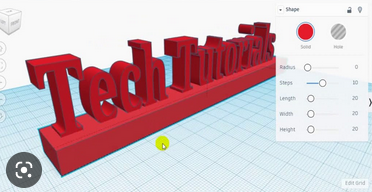 Tech Tutorials
Shape
Solid
Hole
Radius 0
Steps 10
Length 20
Width 20
Height 20
Edit Grid